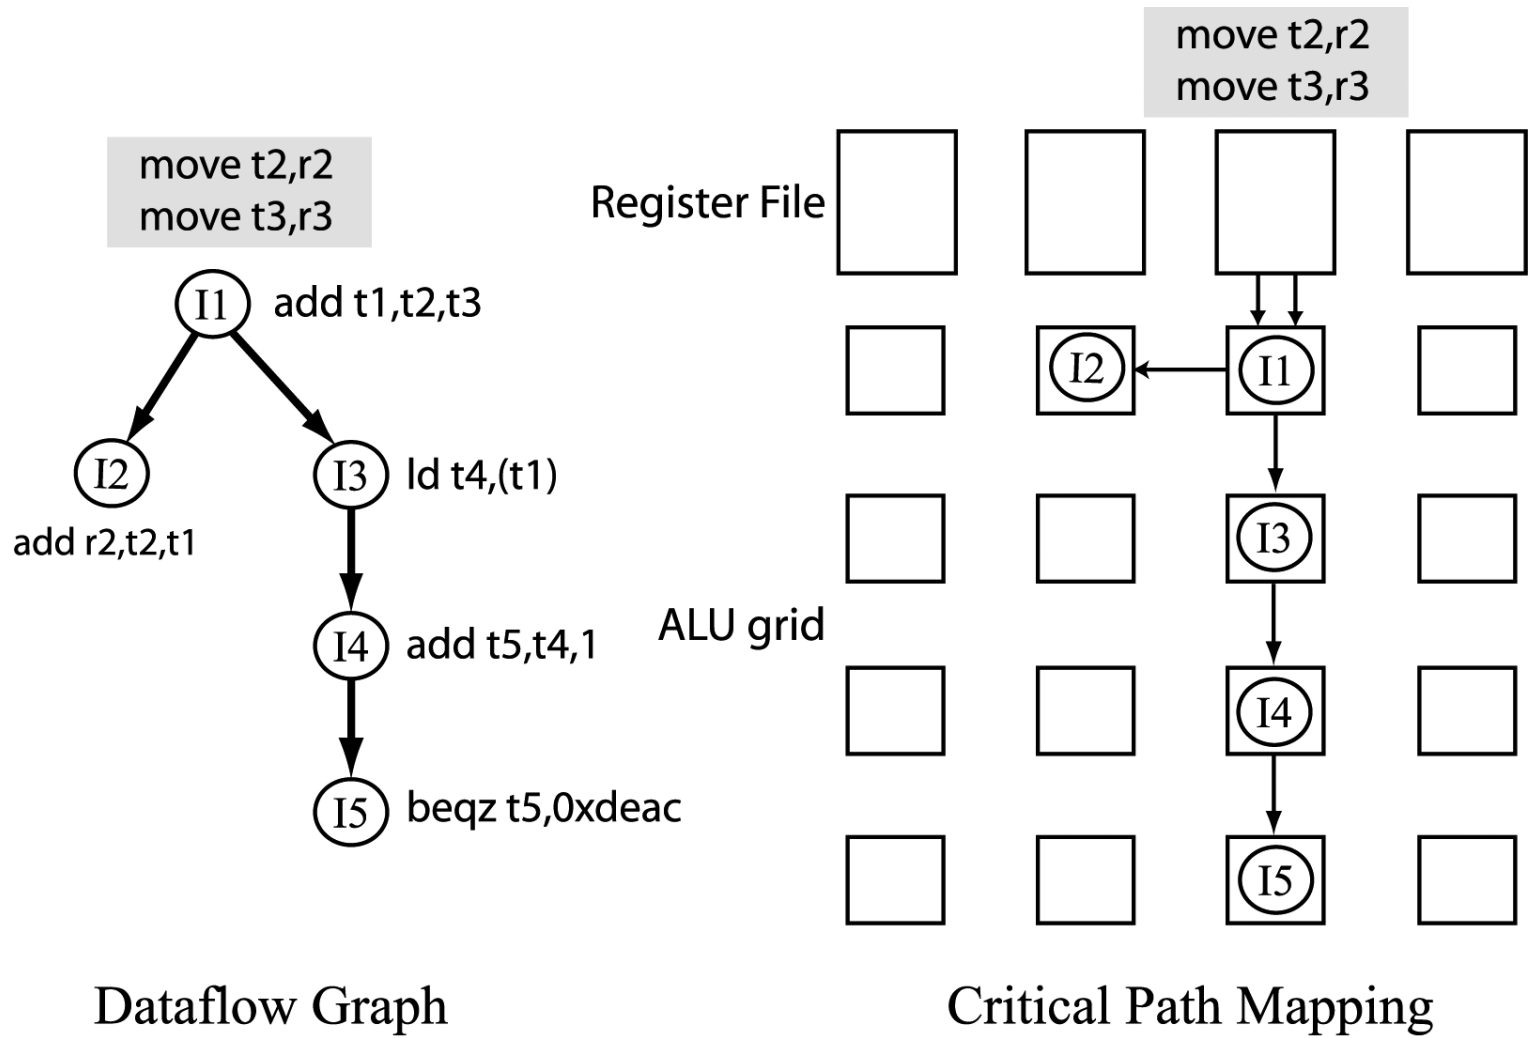 move t2,r2
move t3,r3
I1
add t1,t2,t3
I2
add r2,t2,t1
I3
ld t4,(t1)
I4
add t5,t4,1
I5
beqz t5,0xdeac
Dataflow Graph
move t2,r2
move t3,r3
Register File
I2
I1
I3
ALU grid
I4
I5
Critical Path Mapping